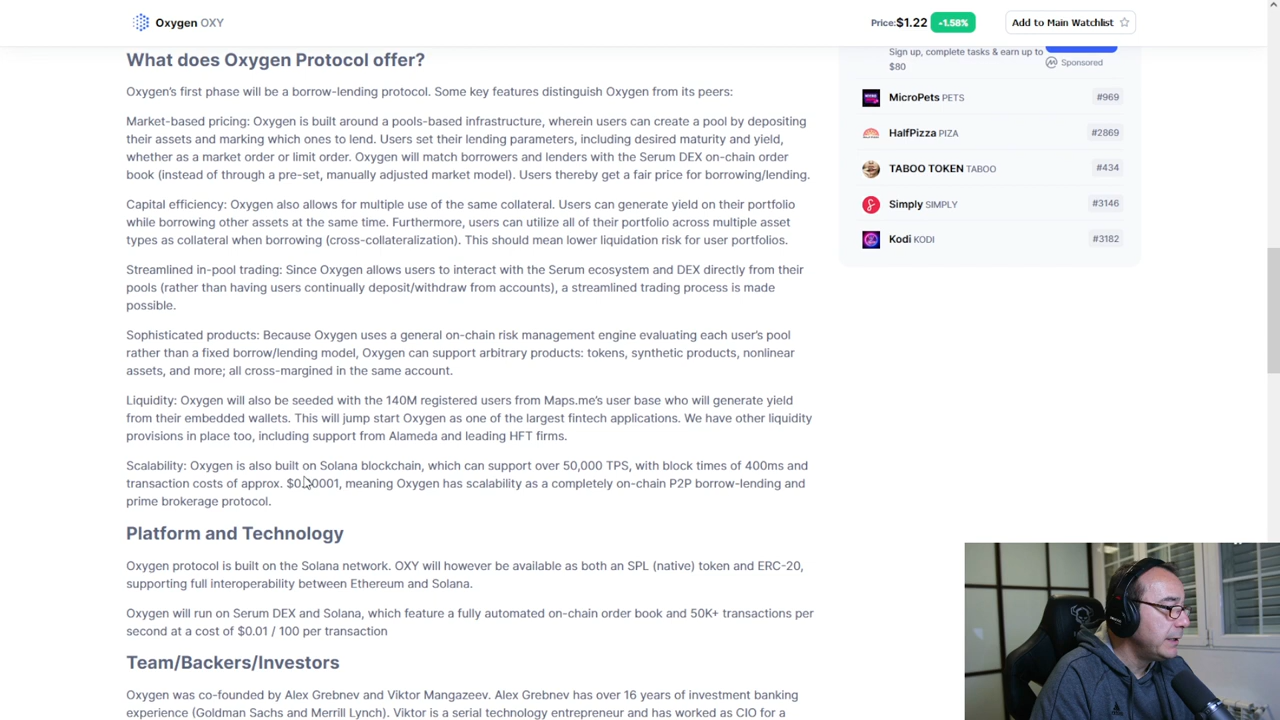 Oxygen OXY
Price:$1.22
-1.58%
Add to Main Watchlist
What does Oxygen Protocol offer?
Oxygen's first phase will be a borrow-lending protocol. Some key features distinguish Oxygen from its peers:
Market-based pricing: Oxygen is built around a pools-based infrastructure, wherein users can create a pool by depositing
their assets and marking which ones to lend. Users set their lending parameters, including desired maturity and yield,
whether as a market order or limit order. Oxygen will match borrowers and lenders with the Serum DEX on-chain order
book (instead of through a pre-set, manually adjusted market model). Users thereby get a fair price for borrowing/lending.
Capital efficiency: Oxygen also allows for multiple use of the same collateral. Users can generate yield on their portfolio
while borrowing other assets at the same time. Furthermore, users can utilize all of their portfolio across multiple asset
types as collateral when borrowing (cross-collateralization). This should mean lower liquidation risk for user portfolios.
Streamlined in-pool trading: Since Oxygen allows users to interact with the Serum ecosystem and DEX directly from their
pools (rather than having users continually deposit/withdraw from accounts), a streamlined trading process is made
possible.
Sophisticated products: Because Oxygen uses a general on-chain risk management engine evaluating each user's pool
rather than a fixed borrow/lending model, Oxygen can support arbitrary products: tokens, synthetic products, nonlinear
assets, and more; all cross-margined in the same account.
Liquidity: Oxygen will also be seeded with the 140M registered users from Maps.me's user base who will generate yield
from their embedded wallets. This will jump start Oxygen as one of the largest fintech applications. We have other liquidity
provisions in place too, including support from Alameda and leading HFT firms.
Scalability: Oxygen is also built on Solana blockchain, which can support over 50,000 TPS, with block times of 400ms and
transaction costs of approx. $0.00001, meaning Oxygen has scalability as a completely on-chain P2P borrow-lending and
prime brokerage protocol.
Platform and Technology
Oxygen protocol is built on the Solana network. OXY will however be available as both an SPL (native) token and ERC-20,
supporting full interoperability between Ethereum and Solana.
Oxygen will run on Serum DEX and Solana, which feature a fully automated on-chain order book and 50K+ transactions per
second at a cost of $0.01 / 100 per transaction
Team/Backers/Investors
Oxygen was co-founded by Alex Grebnev and Viktor Mangazeev. Alex Grebnev has over 16 years of investment banking
experience (Goldman Sachs and Merrill Lynch). Viktor is a serial technology entrepreneur and has worked as CIO for a
Sign up, complete tasks & earn up to
$80
Sponsored
MicroPets PETS #969
HalfPizza PIZA #2869
TABOO TOKEN TABOO #434
Simply SIMPLY #3146
Kodi KODI #3182